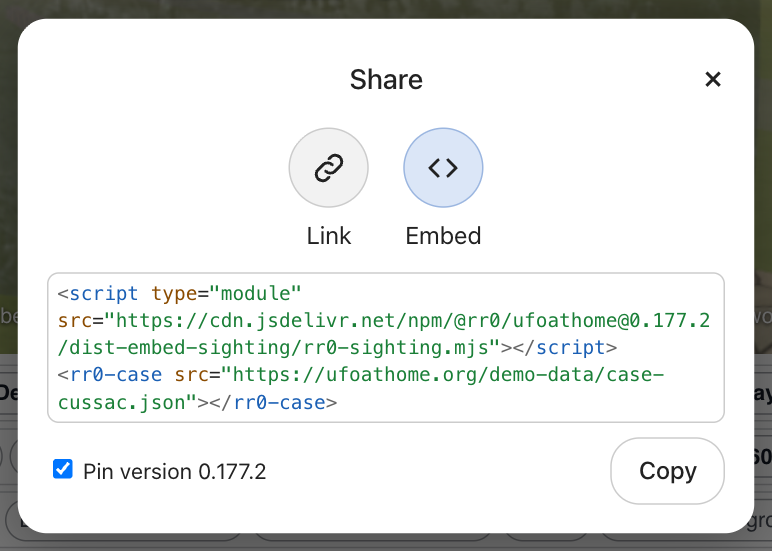 Share
Link
Embed
<script type="module"
src="https://cdn.jsdelivr.net/npm/@rr0/ufoathome@0.177.2
/dist-embed-sighting/rr0-sighting.mjs"></script>
<rr0-case src="https://ufoathome.org/demo-data/case-
cussac.json"></rr0-case>
Pin version 0.177.2
Copy